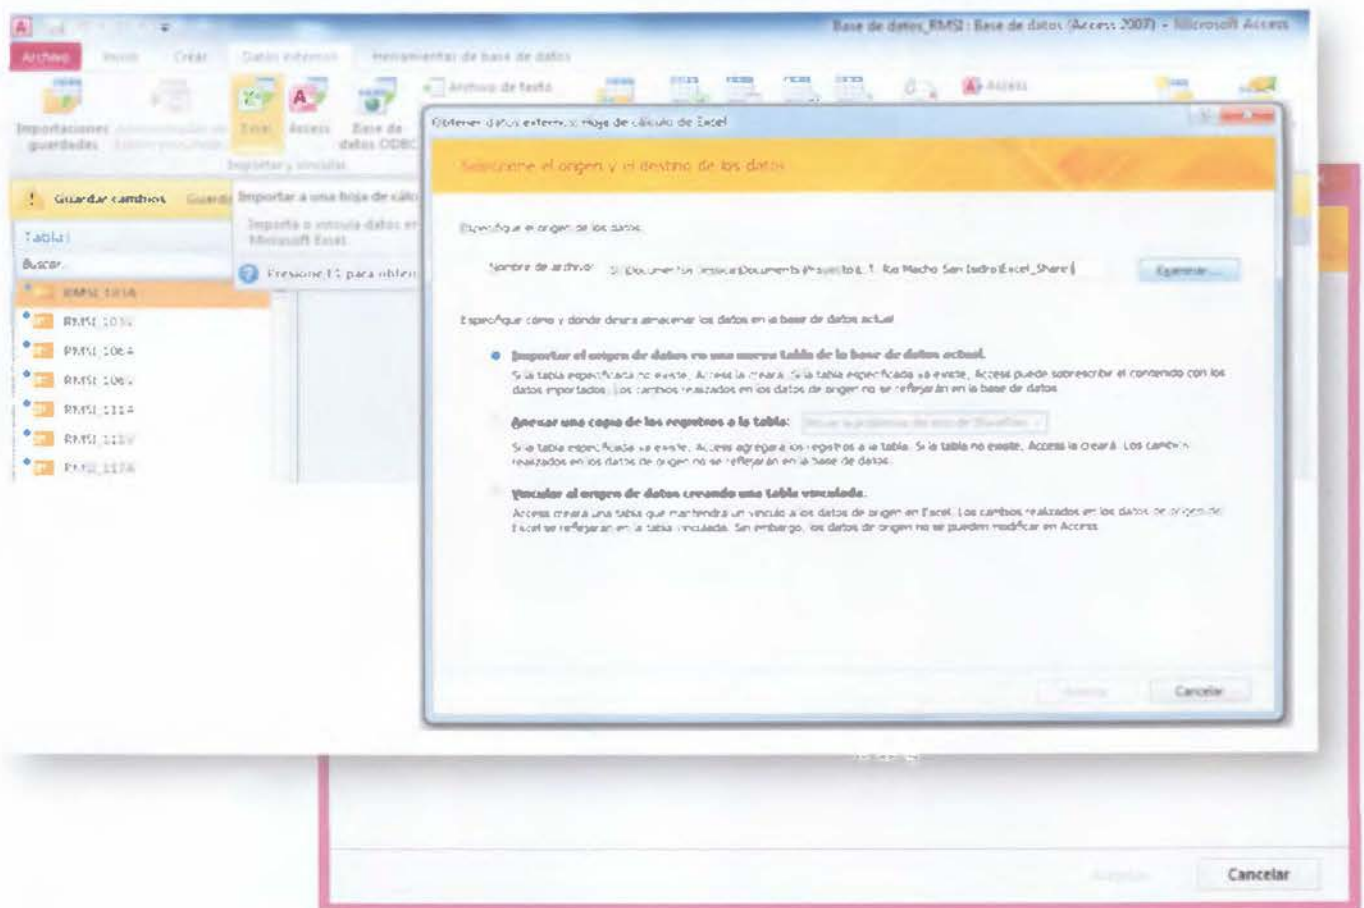 Base de datos_RMSI : Base de datos (Access 2007) - Microsoft Access
Archivo Inicio Crear Datos externos Herramientas de base de datos
Archivo de texto
Access
Importaciones guardadas
Excel
Access
Base de datos ODBC
Importar y vincular
Guardar cambios
Importar a una hoja de cálcu
Importa o vincula datos en
Microsoft Excel.
Presione F1 para obten
Tablas
Buscar...
RMSI_103A
RMSI_106A
RMSI_111A
RMSI_117A
Obtener datos externos: Hoja de cálculo de Excel
Seleccione el origen y el destino de los datos
Especifique el origen de los datos.
Nombre de archivo:
Examinar...
Especifique cómo y dónde desea almacenar los datos en la base de datos actual.
Importar el origen de datos en una nueva tabla de la base de datos actual.
Si la tabla especificada no existe, Access la creará. Si la tabla especificada ya existe, Access puede sobrescribir el contenido con los
datos importados. Los cambios realizados en los datos de origen no se reflejarán en la base de datos.
Anexar una copia de los registros a la tabla:
Si la tabla especificada ya existe, Access agregará los registros a la tabla. Si la tabla no existe, Access la creará. Los cambios
realizados en los datos de origen no se reflejarán en la base de datos.
Vincular al origen de datos creando una tabla vinculada.
Access creará una tabla que mantendrá un vínculo a los datos de origen en Excel. Los cambios realizados en los datos de origen de
Excel se reflejarán en la tabla vinculada. Sin embargo, los datos de origen no se pueden modificar en Access.
Aceptar
Cancelar
Aceptar
Cancelar